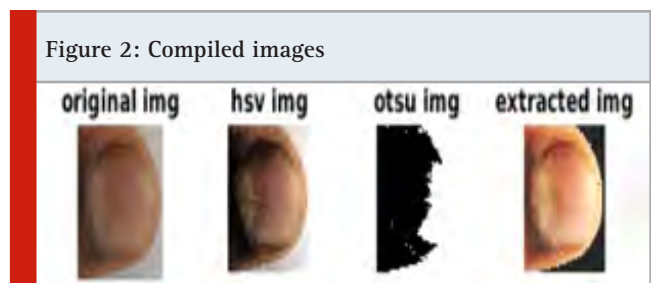 Figure 2: Compiled images
original img hsv img otsu img extracted img